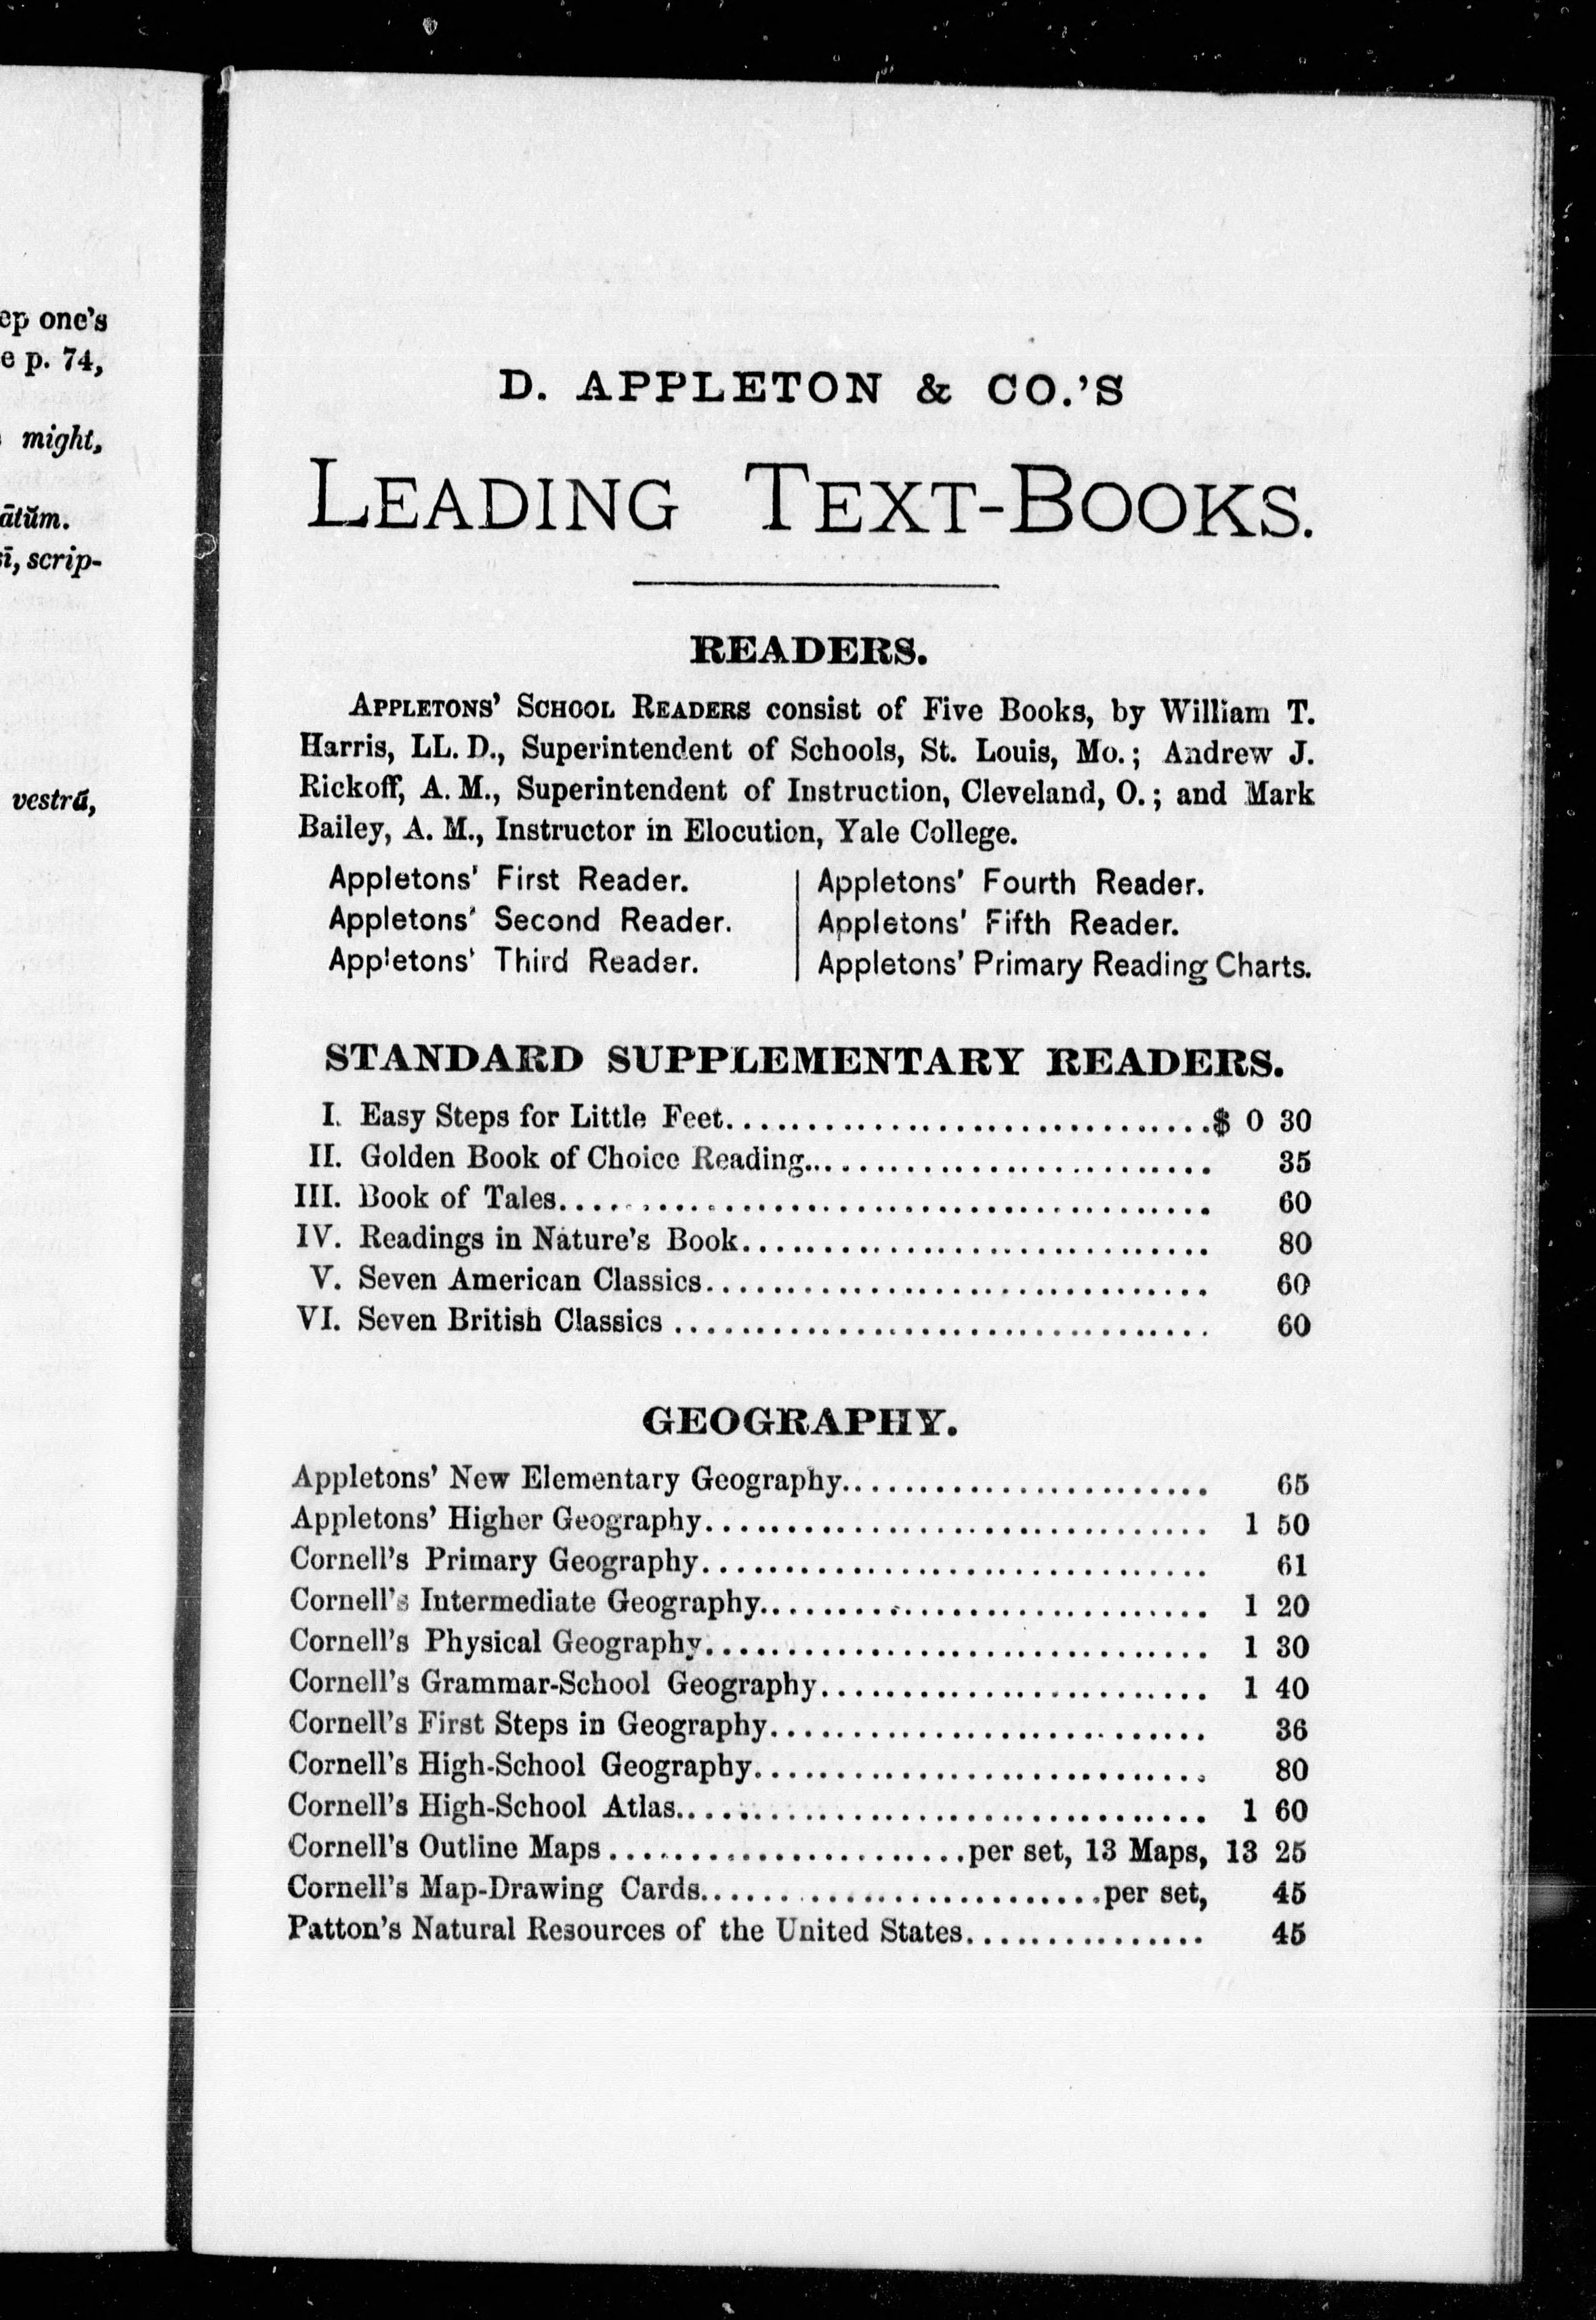 ep one's
e p. 74,
might,
ātŭm.
ī, scrip-
vestrā,
D. APPLETON & CO.'S
LEADING TEXT-BOOKS.
READERS.
APPLETONS' SCHOOL READERS consist of Five Books, by William T.
Harris, LL. D., Superintendent of Schools, St. Louis, Mo.; Andrew J.
Rickoff, A. M., Superintendent of Instruction, Cleveland, O.; and Mark
Bailey, A. M., Instructor in Elocution, Yale College.
Appletons' First Reader.
Appletons' Second Reader.
Appletons' Third Reader.
Appletons' Fourth Reader.
Appletons' Fifth Reader.
Appletons' Primary Reading Charts.
STANDARD SUPPLEMENTARY READERS.
I. Easy Steps for Little Feet.................................$ 0 30
II. Golden Book of Choice Reading............................ 35
III. Book of Tales........................................ 60
IV. Readings in Nature's Book............................. 80
V. Seven American Classics................................ 60
VI. Seven British Classics ................................. 60
GEOGRAPHY.
Appletons' New Elementary Geography........................ 65
Appletons' Higher Geography................................ 1 50
Cornell's Primary Geography................................ 61
Cornell's Intermediate Geography............................ 1 20
Cornell's Physical Geography................................ 1 30
Cornell's Grammar-School Geography......................... 1 40
Cornell's First Steps in Geography............................ 36
Cornell's High-School Geography............................. 80
Cornell's High-School Atlas.................................. 1 60
Cornell's Outline Maps.......................per set, 13 Maps, 13 25
Cornell's Map-Drawing Cards..........................per set, 45
Patton's Natural Resources of the United States............... 45